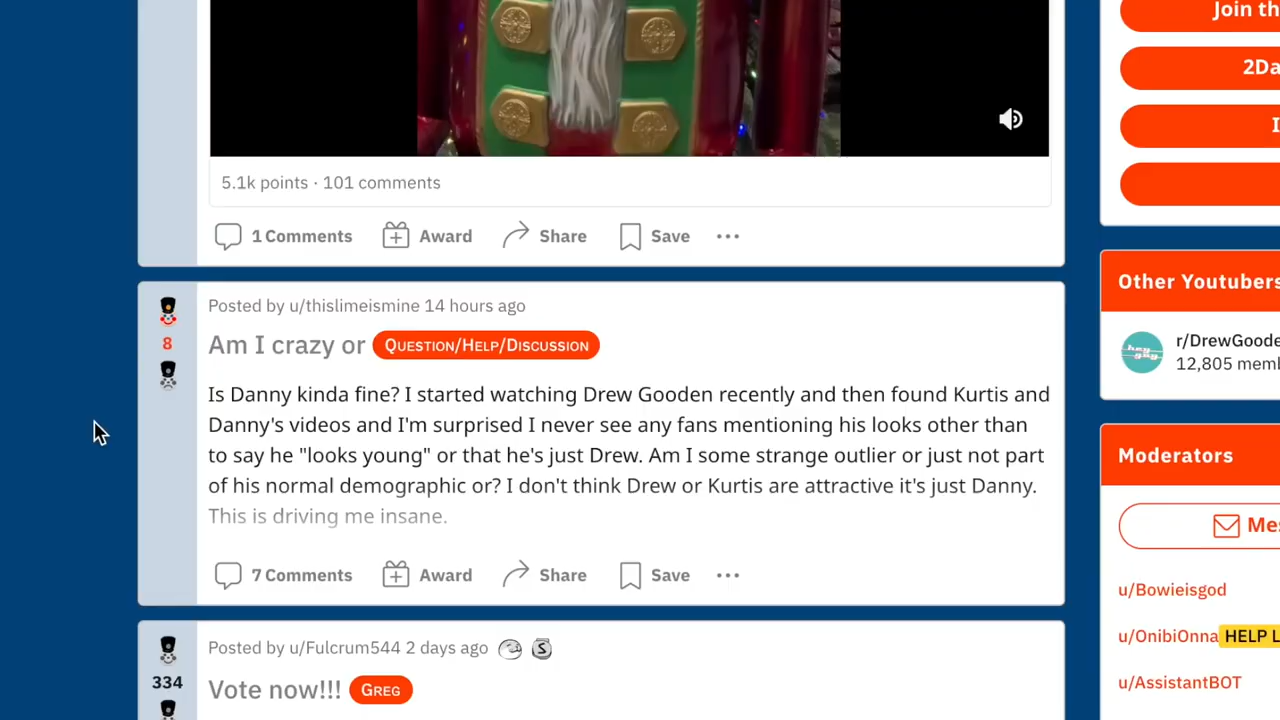 Join th
2Da
I
5.1k points · 101 comments
1 Comments
Award
Share
Save
Other Youtubers
Posted by u/thislimeismine 14 hours ago
Am I crazy or
QUESTION/HELP/DISCUSSION
r/DrewGoode
12,805 memb
8
Is Danny kinda fine? I started watching Drew Gooden recently and then found Kurtis and
Danny's videos and I'm surprised I never see any fans mentioning his looks other than
to say he "looks young" or that he's just Drew. Am I some strange outlier or just not part
of his normal demographic or? I don't think Drew or Kurtis are attractive it's just Danny.
This is driving me insane.
Moderators
Mes
7 Comments
Award
Share
Save
u/Bowieisgod
u/OnibiOnna HELP L
u/AssistantBOT
Posted by u/Fulcrum544 2 days ago
334
Vote now!!!
GREG